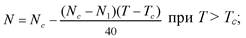 N = N_c − (N_c − N_1)(T − T_c) / 40 при T > T_c;